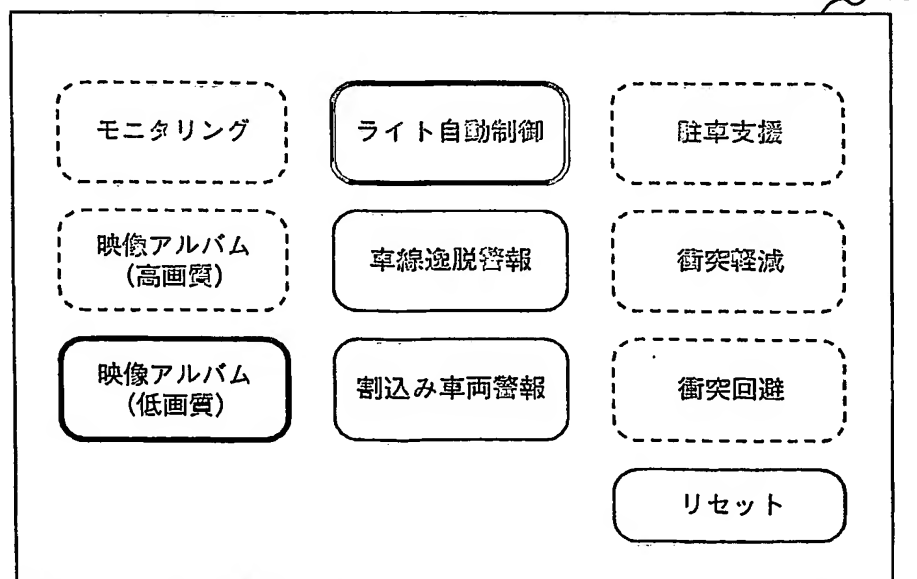 モニタリング
ライト自動制御
駐車支援
映像アルバム
(高画質)
車線逸脱警報
衝突軽減
映像アルバム
(低画質)
割込み車両警報
衝突回避
リセット